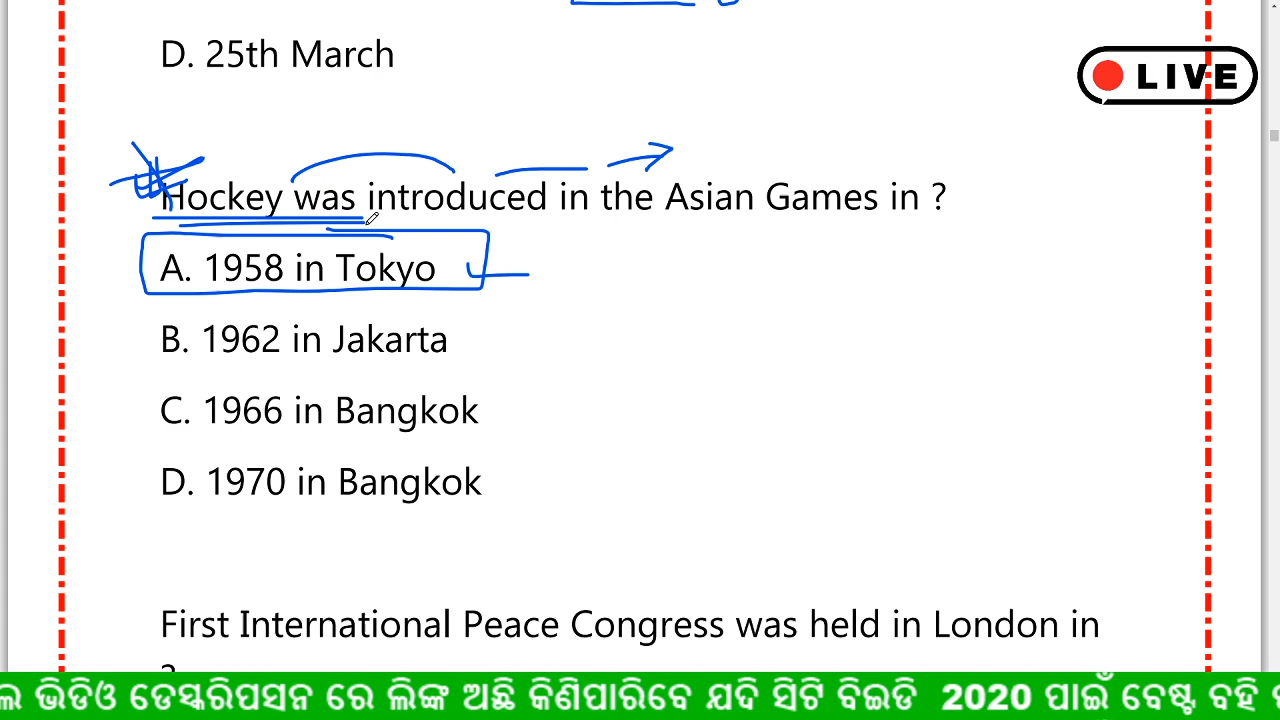 D. 25th March
LIVE
Hockey was introduced in the Asian Games in ?
A. 1958 in Tokyo
B. 1962 in Jakarta
C. 1966 in Bangkok
D. 1970 in Bangkok
First International Peace Congress was held in London in
?
ଭିଡିଓ ଡେସ୍କରିପସନ ରେ ଲିଙ୍କ ଅଛି କିଣିପାରିବେ ଯଦି ସିଟି ବିଇଡି 2020 ପାଇଁ ବେଷ୍ଟ ବହି